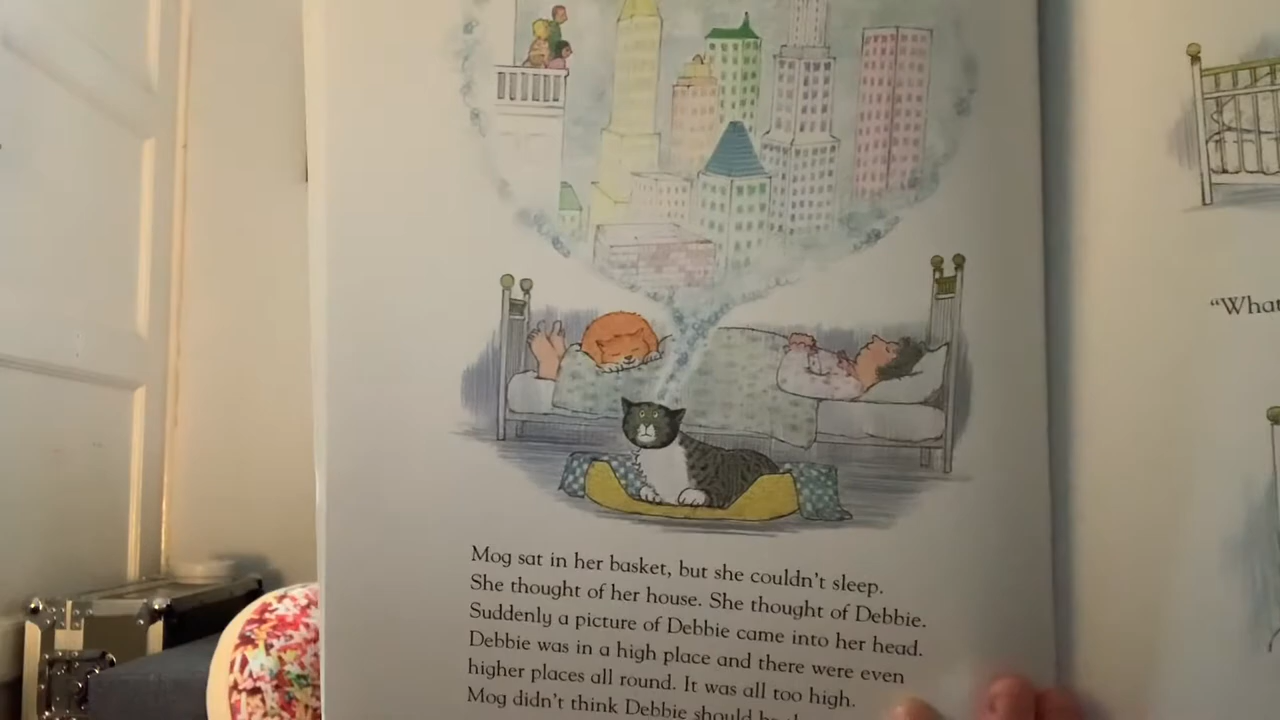 Mog sat in her basket, but she couldn't sleep.
She thought of her house. She thought of Debbie.
Suddenly a picture of Debbie came into her head.
Debbie was in a high place and there were even
higher places all round. It was all too high.
Mog didn't think Debbie should
"What